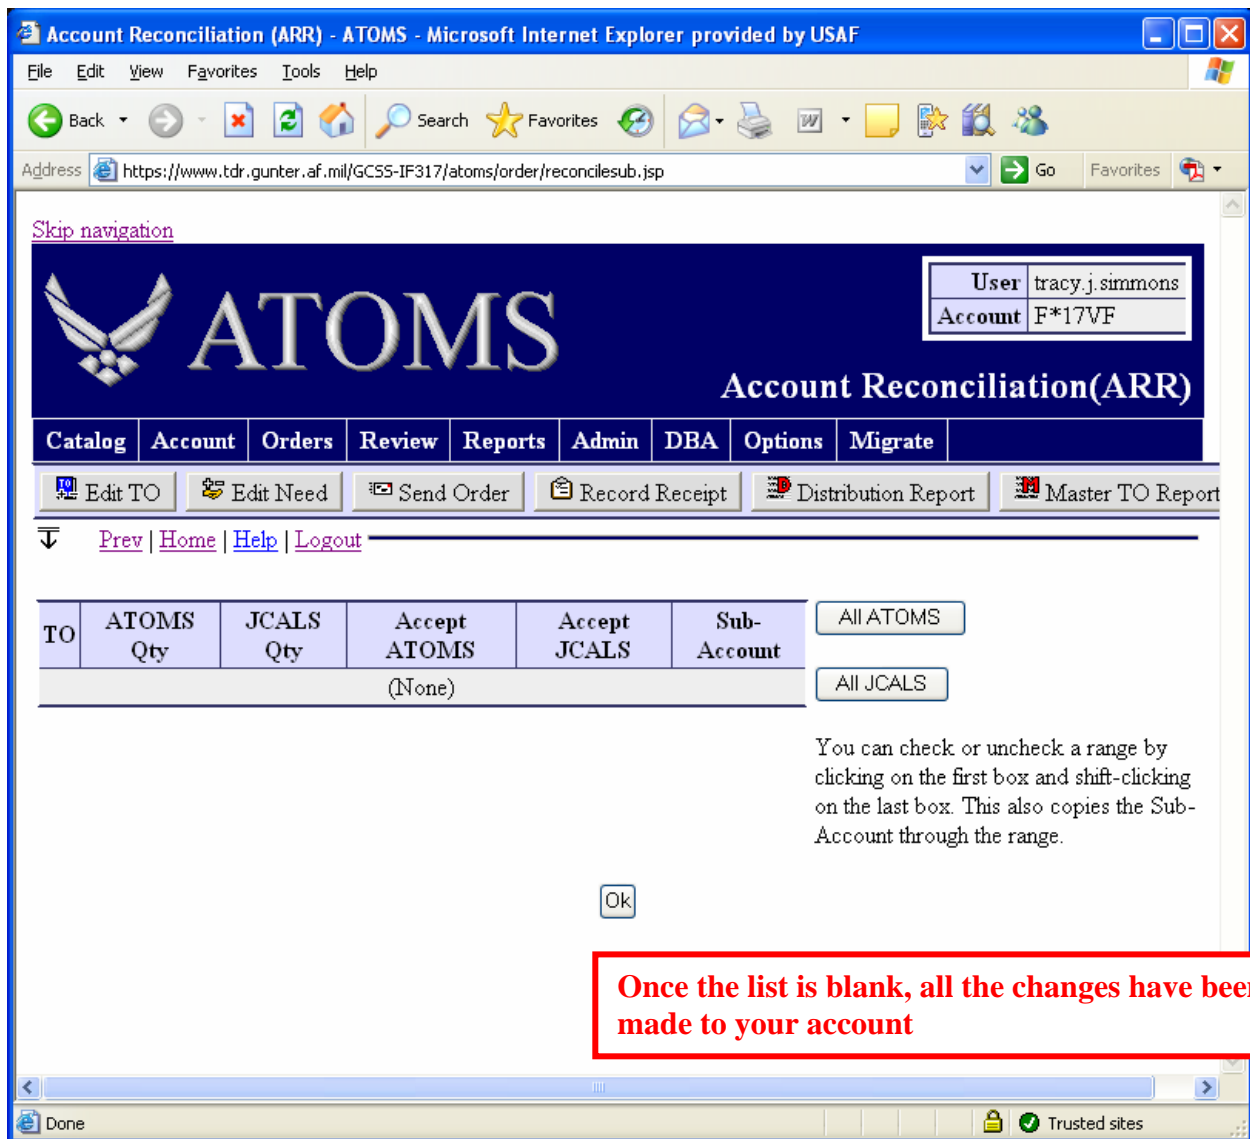 Account Reconciliation (ARR) - ATOMS - Microsoft Internet Explorer provided by USAF
File Edit View Favorites Tools Help
Back Search Favorites
Address https://www.tdr.gunter.af.mil/GCSS-IF317/atoms/order/reconcilesub.jsp Go Favorites
Skip navigation
User tracy.j.simmons
Account F*17VF
ATOMS
Account Reconciliation(ARR)
Catalog Account Orders Review Reports Admin DBA Options Migrate
Edit TO Edit Need Send Order Record Receipt Distribution Report Master TO Report
Prev | Home | Help | Logout
TO ATOMS Qty JCALS Qty Accept ATOMS Accept JCALS Sub-Account
(None)
All ATOMS
All JCALS
You can check or uncheck a range by
clicking on the first box and shift-clicking
on the last box. This also copies the Sub-
Account through the range.
Ok
Once the list is blank, all the changes have been
made to your account
Done Trusted sites